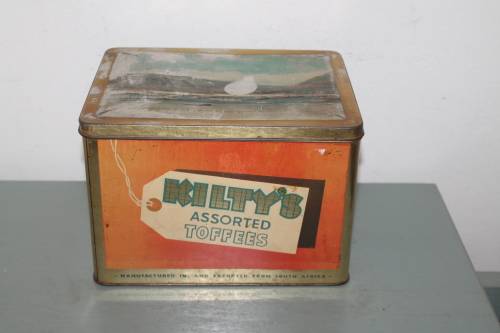 KILTY'S
ASSORTED
TOFFEES
MANUFACTURED IN, AND EXPORTED FROM SOUTH AFRICA